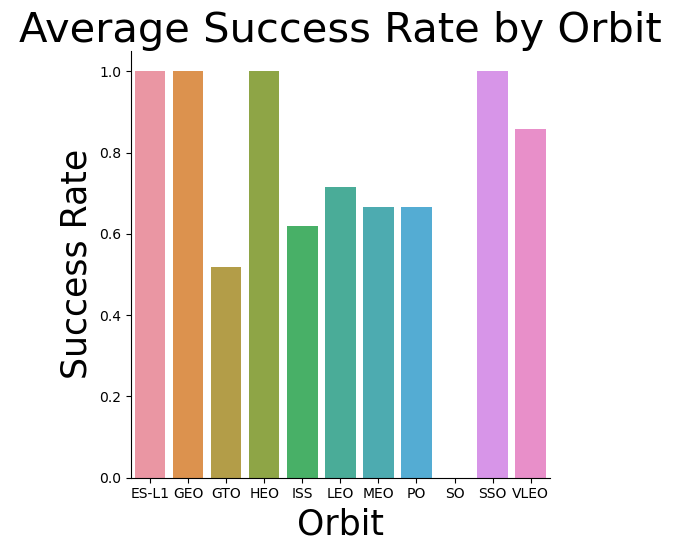 Average Success Rate by Orbit
Success Rate
1.0
0.8
0.6
0.4
0.2
0.0
ES-L1 GEO GTO HEO ISS LEO MEO PO SO SSO VLEO
Orbit